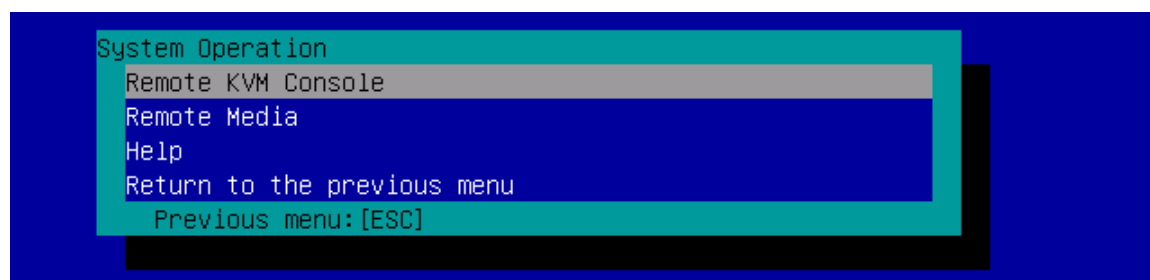 System Operation
Remote KVM Console
Remote Media
Help
Return to the previous menu
Previous menu:[ESC]